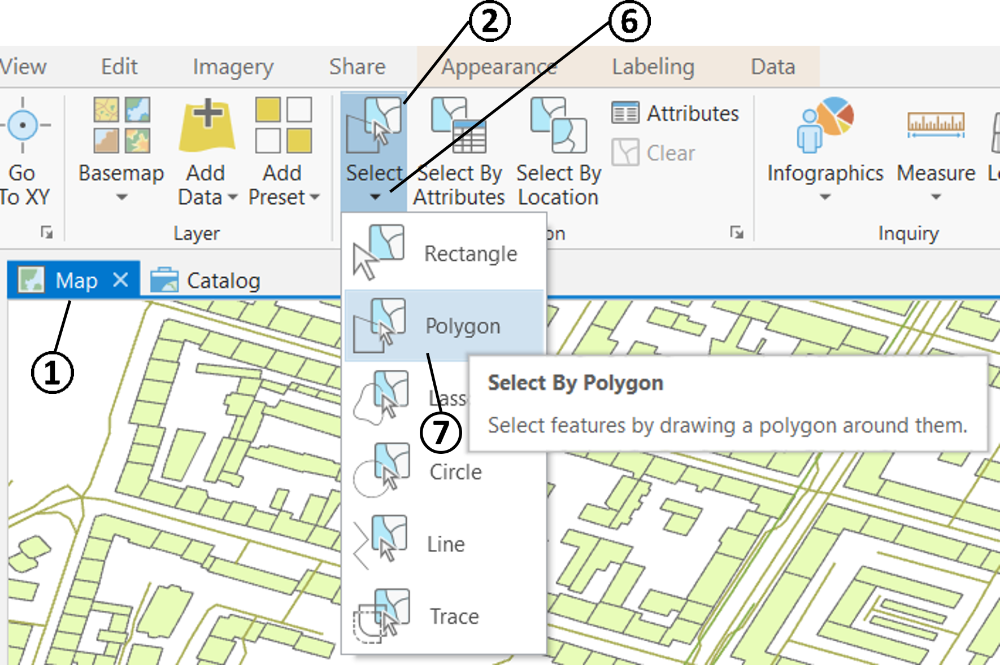 2 6
View Edit Imagery Share Appearance Labeling Data
Go To XY
Basemap
Add Data
Add Preset
Select
Select By Attributes
Select By Location
Attributes
Clear
Infographics
Measure
Layer
Inquiry
Map
Catalog
Rectangle
Polygon
Select By Polygon
Select features by drawing a polygon around them.
1
7
Circle
Line
Trace